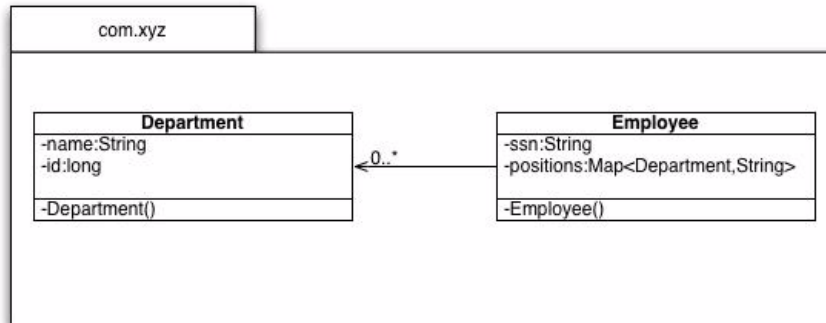 com.xyz
Department
-name:String
-id:long
-Department()
0..*
Employee
-ssn:String
-positions:Map<Department,String>
-Employee()